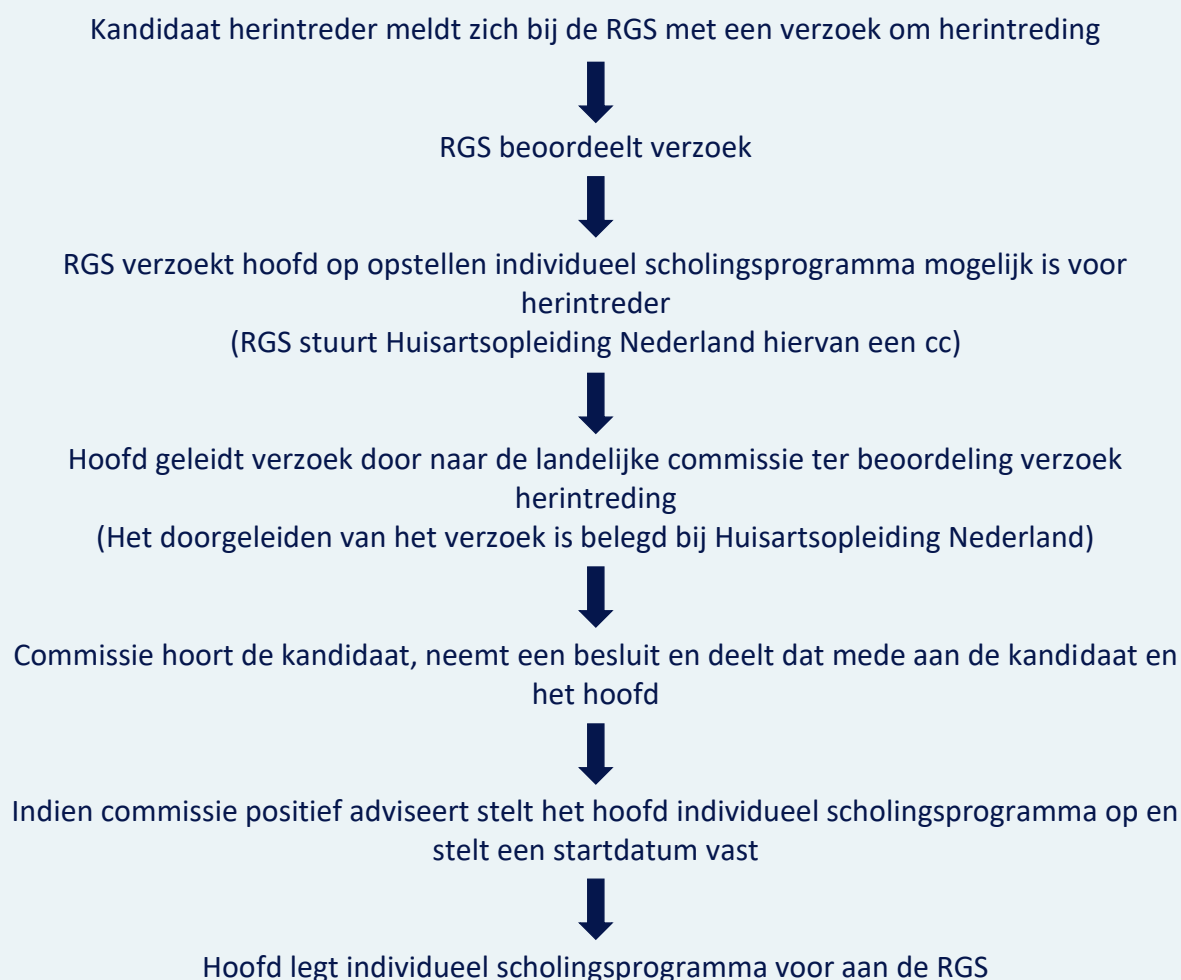 Kandidaat herintreder meldt zich bij de RGS met een verzoek om herintreding
RGS beoordeelt verzoek
RGS verzoekt hoofd op opstellen individueel scholingsprogramma mogelijk is voor
herintreder
(RGS stuurt Huisartsopleiding Nederland hiervan een cc)
Hoofd geleidt verzoek door naar de landelijke commissie ter beoordeling verzoek
herintreding
(Het doorgeleiden van het verzoek is belegd bij Huisartsopleiding Nederland)
Commissie hoort de kandidaat, neemt een besluit en deelt dat mede aan de kandidaat en
het hoofd
Indien commissie positief adviseert stelt het hoofd individueel scholingsprogramma op en
stelt een startdatum vast
Hoofd legt individueel scholingsprogramma voor aan de RGS